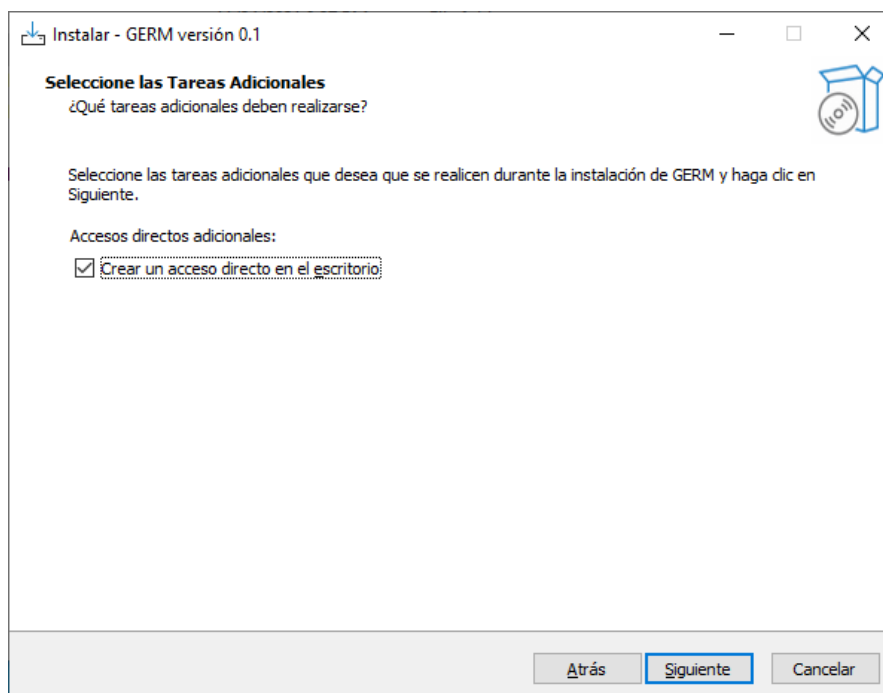 Instalar - GERM versión 0.1
Seleccione las Tareas Adicionales
¿Qué tareas adicionales deben realizarse?
Seleccione las tareas adicionales que desea que se realicen durante la instalación de GERM y haga clic en
Siguiente.
Accesos directos adicionales:
Crear un acceso directo en el escritorio
Atrás Siguiente Cancelar